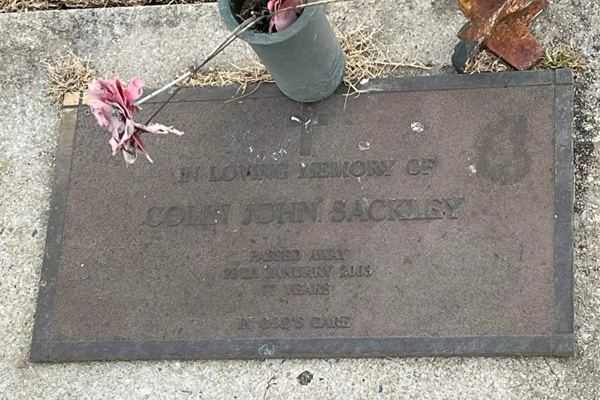 IN LOVING MEMORY OF
COLIN JOHN SACKLEY
PASSED AWAY
JANUARY 2003
YEARS
IN GOD'S CARE